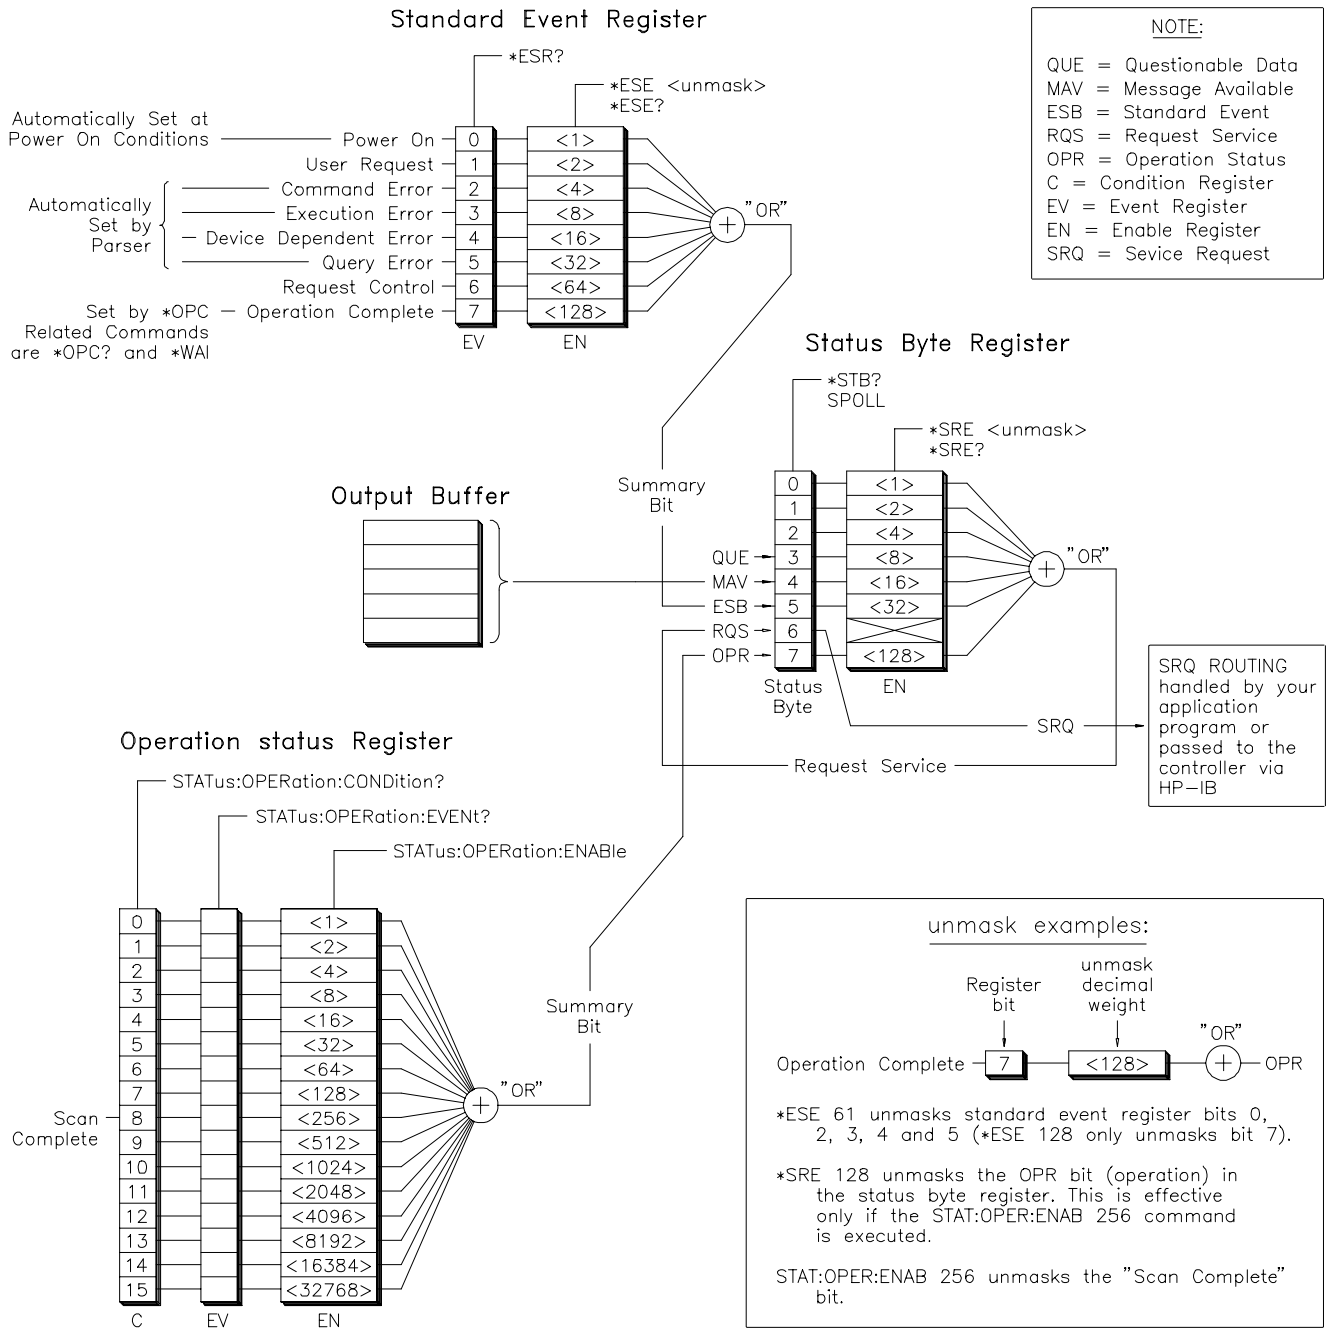 Standard Event Register
*ESR?
*ESE <unmask>
*ESE?
Automatically Set at
Power On Conditions
Power On 0 <1>
User Request 1 <2>
Command Error 2 <4>
Execution Error 3 <8>
Device Dependent Error 4 <16>
Query Error 5 <32>
Request Control 6 <64>
Operation Complete 7 <128>
Automatically
Set by
Parser
Set by *OPC
Related Commands
are *OPC? and *WAI
EV
EN
+
"OR"
NOTE:
QUE = Questionable Data
MAV = Message Available
ESB = Standard Event
RQS = Request Service
OPR = Operation Status
C = Condition Register
EV = Event Register
EN = Enable Register
SRQ = Sevice Request
Status Byte Register
*STB?
SPOLL
*SRE <unmask>
*SRE?
Summary
Bit
Output Buffer
0 <1>
1 <2>
2 <4>
QUE 3 <8>
MAV 4 <16>
ESB 5 <32>
RQS 6
OPR 7 <128>
Status
Byte
EN
+
"OR"
SRQ
Request Service
SRQ ROUTING
handled by your
application
program or
passed to the
controller via
HP-IB
Operation status Register
STATus:OPERation:CONDition?
STATus:OPERation:EVENt?
STATus:OPERation:ENABle
0 <1>
1 <2>
2 <4>
3 <8>
4 <16>
5 <32>
6 <64>
7 <128>
8 <256>
9 <512>
10 <1024>
11 <2048>
12 <4096>
13 <8192>
14 <16384>
15 <32768>
Scan
Complete
C
EV
EN
+
"OR"
Summary
Bit
unmask examples:
Register
bit
unmask
decimal
weight
Operation Complete 7 <128> + OPR
"OR"
*ESE 61 unmasks standard event register bits 0,
2, 3, 4 and 5 (*ESE 128 only unmasks bit 7).
*SRE 128 unmasks the OPR bit (operation) in
the status byte register. This is effective
only if the STAT:OPER:ENAB 256 command
is executed.
STAT:OPER:ENAB 256 unmasks the "Scan Complete"
bit.